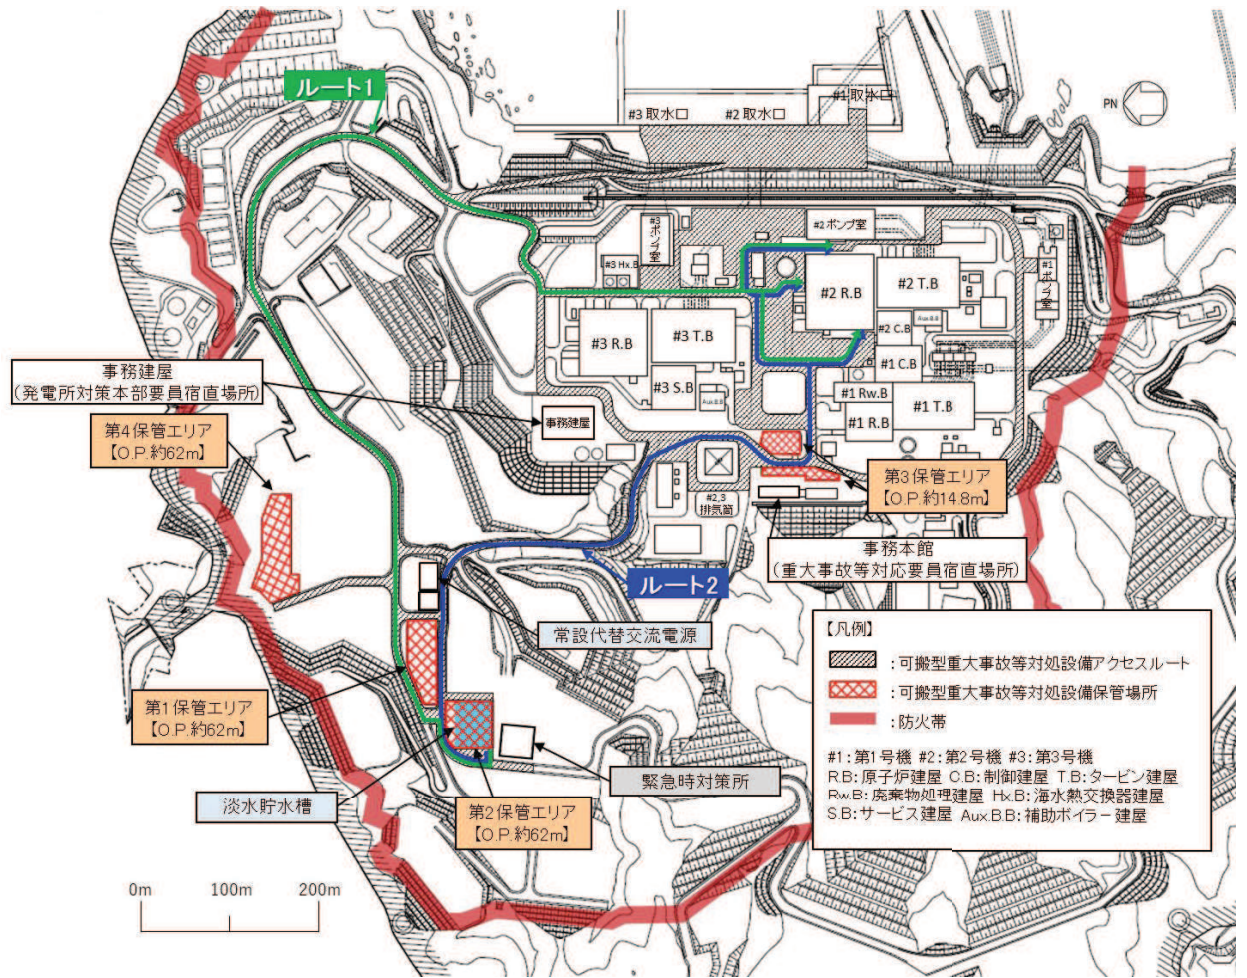 ルート1
#1 取水口
#3 取水口
#2 取水口
PN
#3 ポンプ室
#2 ポンプ室
#3 Hx.B
#1 ポンプ室
#2 R.B
#2 T.B
#3 R.B
#3 T.B
#2 C.B
Aux.B.B
#1 C.B
#3 S.B
Aux.B.B
#1 Rw.B
#1 R.B
#1 T.B
事務建屋
(発電所対策本部要員宿直場所)
第4保管エリア
【O.P.約62m】
事務建屋
第3保管エリア
【O.P.約14.8m】
#2,3
排気筒
事務本館
(重大事故等対応要員宿直場所)
ルート2
常設代替交流電源
第1保管エリア
【O.P.約62m】
緊急時対策所
淡水貯水槽
第2保管エリア
【O.P.約62m】
【凡例】
:可搬型重大事故等対処設備アクセスルート
:可搬型重大事故等対処設備保管場所
:防火帯
#1:第1号機 #2:第2号機 #3:第3号機
R.B:原子炉建屋 C.B:制御建屋 T.B:タービン建屋
Rw.B:廃棄物処理建屋 Hx.B:海水熱交換器建屋
S.B:サービス建屋 Aux.B.B:補助ボイラー建屋
0m 100m 200m